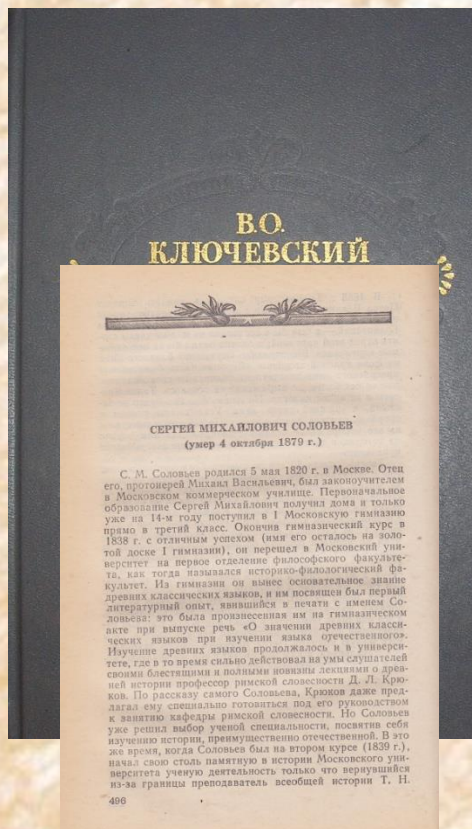 В.О.
КЛЮЧЕВСКИЙ
СЕРГЕЙ МИХАЙЛОВИЧ СОЛОВЬЕВ
(умер 4 октября 1879 г.)
С. М. Соловьев родился 5 мая 1820 г. в Москве. Отец
его, протоиерей Михаил Васильевич, был законоучителем
в Московском коммерческом училище. Первоначальное
образование Сергей Михайлович получил дома и только
уже на 14-м году поступил в I Московскую гимназию
прямо в третий класс. Окончив гимназический курс в
1838 г. с отличным успехом (имя его осталось на золо-
той доске I гимназии), он перешел в Московский уни-
верситет на первое отделение философского факульте-
та, как тогда назывался историко-филологический фа-
культет. Из гимназии он вынес основательное знание
древних классических языков, и им посвящен был первый
литературный опыт, явившийся в печати с именем Со-
ловьева: это была произнесенная им на гимназическом
акте при выпуске речь «О значении древних класси-
ческих языков при изучении языка отечественного».
Изучение древних языков продолжалось и в универси-
тете, где в то время сильно действовал на умы слушателей
своими блестящими и полными новизны лекциями о древ-
ней истории профессор римской словесности Д. Л. Крю-
ков. По рассказу самого Соловьева, Крюков даже пред-
лагал ему специально готовиться под его руководством
к занятию кафедры римской словесности. Но Соловьев
уже решил выбор ученой специальности, посвятив себя
изучению истории, преимущественно отечественной. В это
же время, когда Соловьев был на втором курсе (1839 г.),
начал свою столь памятную в истории Московского уни-
верситета ученую деятельность только что вернувшийся
из-за границы преподаватель всеобщей истории Т. Н.
496